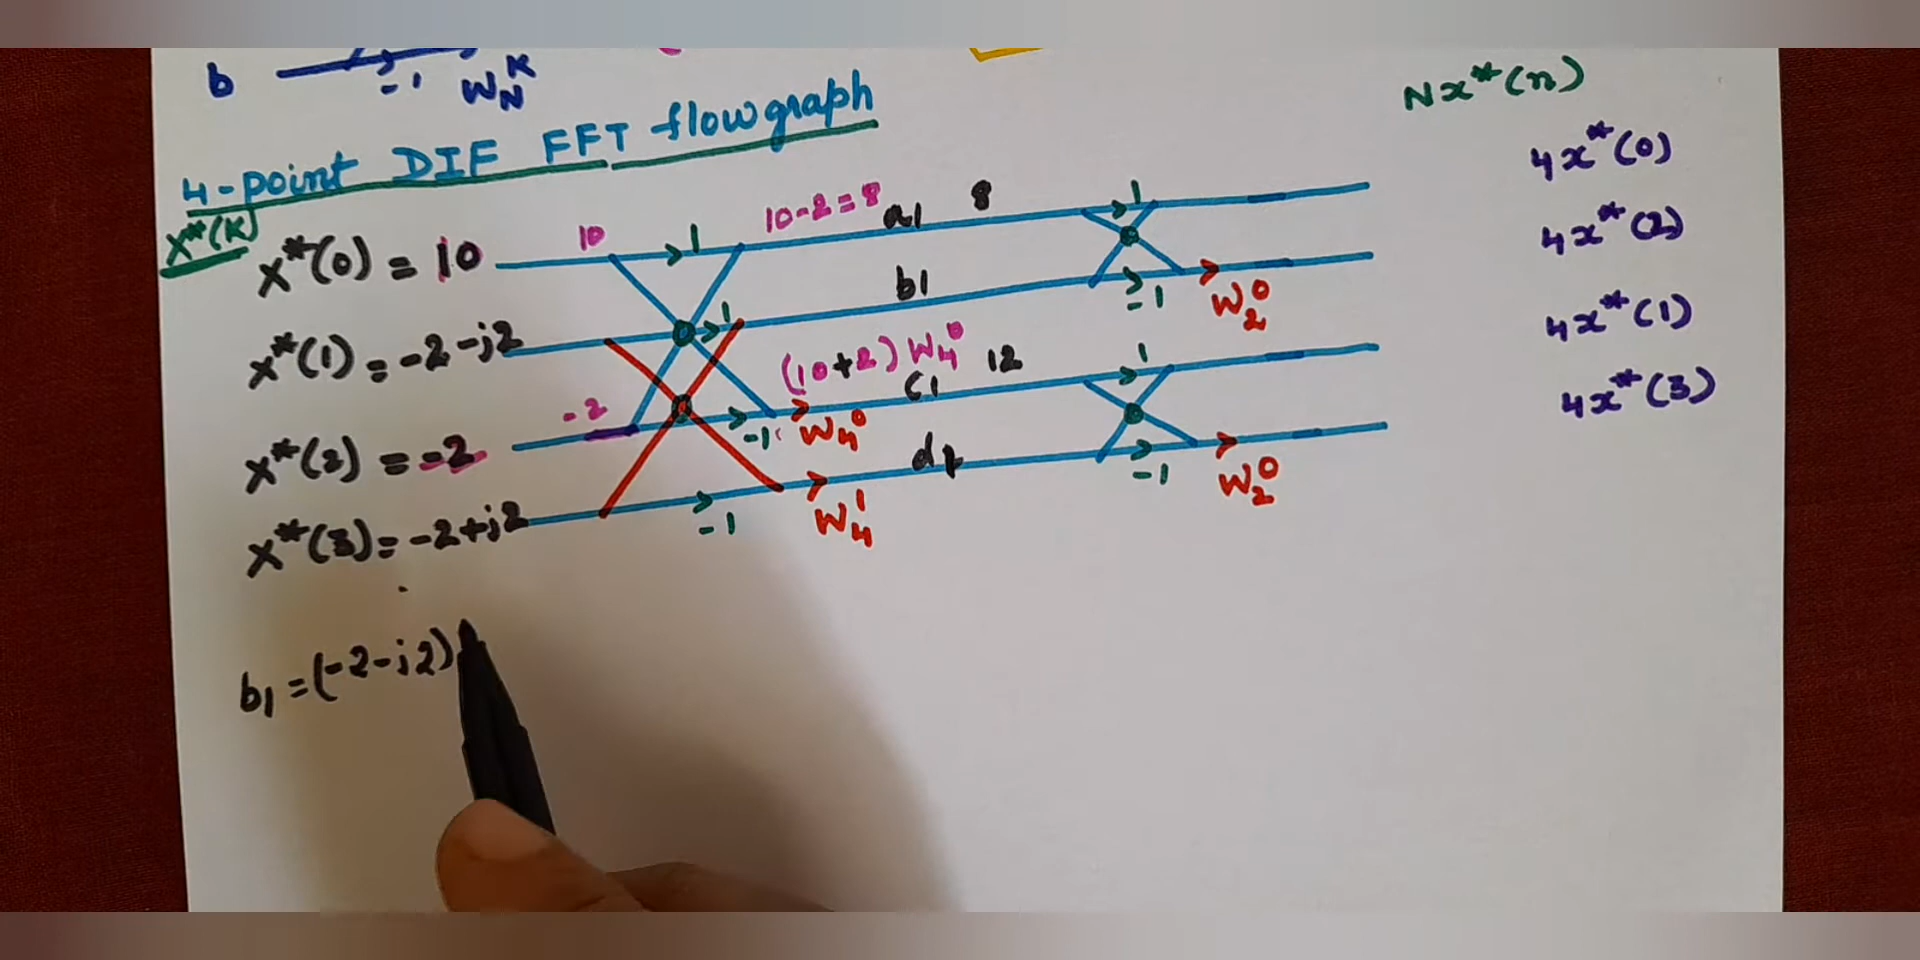 b
-1 W_N^K
4-point DIF FFT flowgraph
X*(K)
Nx*(n)
X*(0) = 10
10 1 10-2=8 a1 8 1
4x*(0)
X*(1) = -2-j2
1 b1 -1 W_2^0
4x*(2)
X*(2) = -2
-2 -1 W_4^0 (10+2) W_4^0 C1 12 1
4x*(1)
X*(3) = -2+j2
-1 W_4^1 d1 -1 W_2^0
4x*(3)
b1 = (-2-j2)